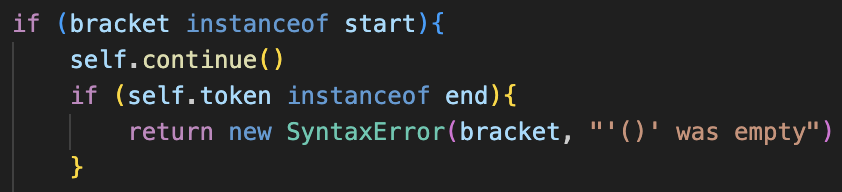 if (bracket instanceof start){
self.continue()
if (self.token instanceof end){
return new SyntaxError(bracket, "'()' was empty")
}